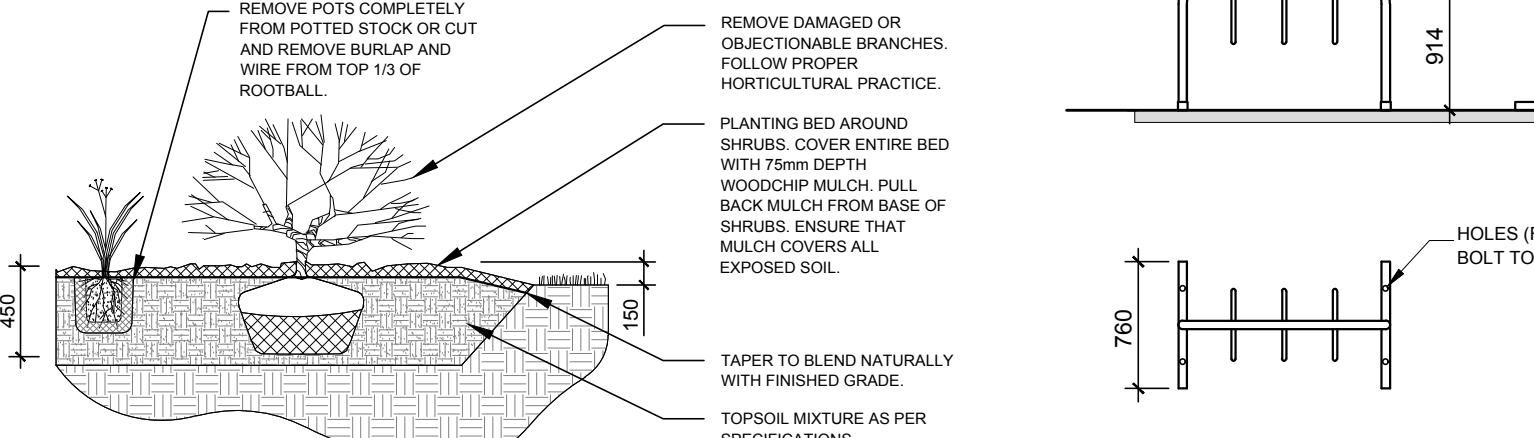 REMOVE POTS COMPLETELY
FROM POTTED STOCK OR CUT
AND REMOVE BURLAP AND
WIRE FROM TOP 1/3 OF
ROOTBALL.
REMOVE DAMAGED OR
OBJECTIONABLE BRANCHES.
FOLLOW PROPER
HORTICULTURAL PRACTICE.
PLANTING BED AROUND
SHRUBS. COVER ENTIRE BED
WITH 75mm DEPTH
WOODCHIP MULCH. PULL
BACK MULCH FROM BASE OF
SHRUBS. ENSURE THAT
MULCH COVERS ALL
EXPOSED SOIL.
450
150
TAPER TO BLEND NATURALLY
WITH FINISHED GRADE.
TOPSOIL MIXTURE AS PER
SPECIFICATIONS
914
HOLES
BOLT TO
760